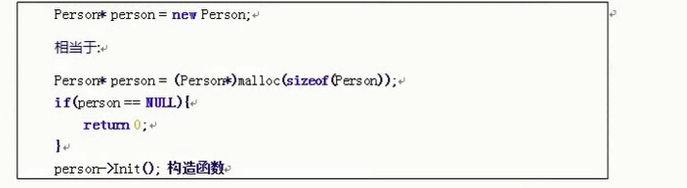 Person* person = new Person;
相当于:
Person* person = (Person*)malloc(sizeof(Person));
if(person == NULL){
return 0;
}
person->Init(); 构造函数